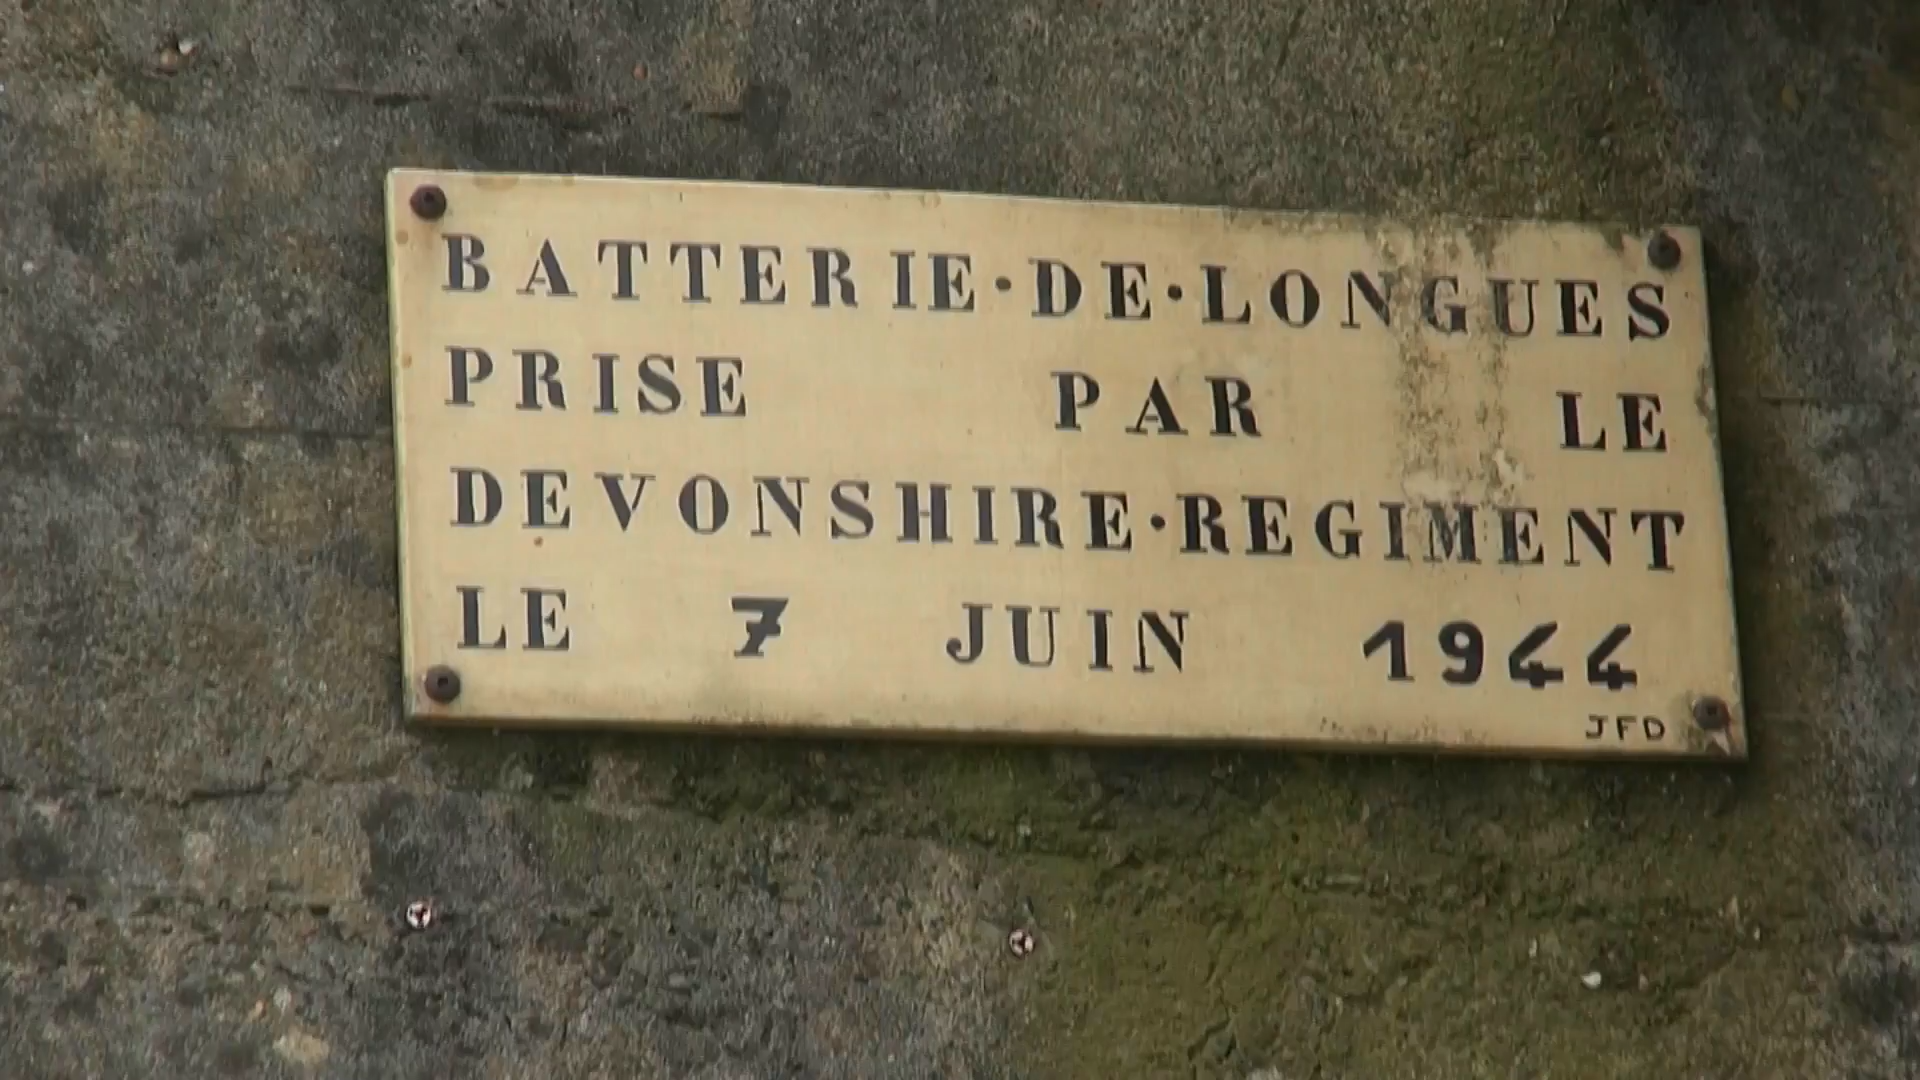 BATTERIE·DE·LONGUES
PRISE PAR LE
DEVONSHIRE·REGIMENT
LE 7 JUIN 1944
JFD